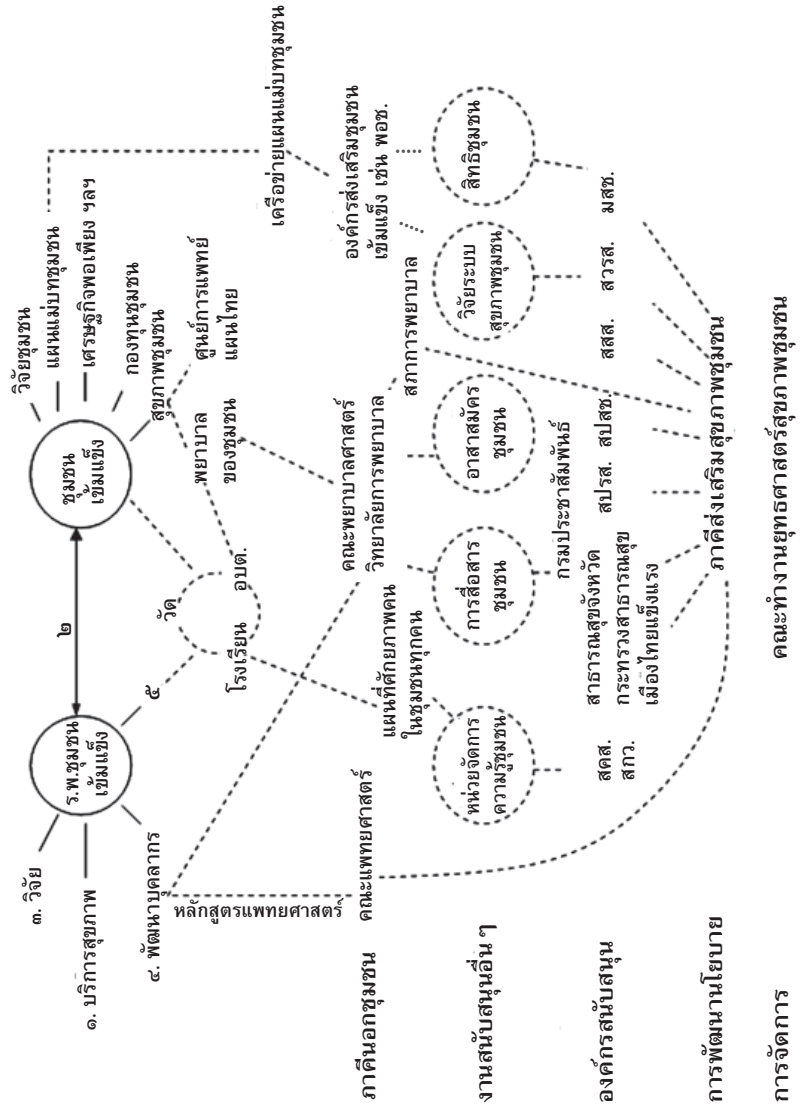 ๓. วิจัย
๑. บริการสุขภาพ
๔. พัฒนาบุคลากร
ร.พ.ชุมชน
เข้มแข็ง
๒
ชุมชน
เข้มแข็ง
วิจัยชุมชน
แผนแม่บทชุมชน
เศรษฐกิจพอเพียง ฯลฯ
กองทุนชุมชน
สุขภาพชุมชน
ศูนย์การแพทย์
แผนไทย
พยาบาล
ของชุมชน
๕
วัด
โรงเรียน
อบต.
หลักสูตรแพทยศาสตร์
เครือข่ายแผนแม่บทชุมชน
ภาคีนอกชุมชน
คณะแพทยศาสตร์
แผนที่ศักยภาพคน
ในชุมชนทุกคน
คณะพยาบาลศาสตร์
วิทยาลัยการพยาบาล
สภาการพยาบาล
องค์กรส่งเสริมชุมชน
เข้มแข็ง เช่น พอช.
งานสนับสนุนอื่น ๆ
หน่วยจัดการ
ความรู้ชุมชน
การสื่อสาร
ชุมชน
อาสาสมัคร
ชุมชน
วิจัยระบบ
สุขภาพชุมชน
สิทธิชุมชน
องค์กรสนับสนุน
สคส.
สกว.
กรมประชาสัมพันธ์
สาธารณสุขจังหวัด
กระทรวงสาธารณสุข
เมืองไทยแข็งแรง
สปรส.
สปสช.
สสส.
สวรส.
มสช.
การพัฒนานโยบาย
ภาคีส่งเสริมสุขภาพชุมชน
การจัดการ
คณะทำงานยุทธศาสตร์สุขภาพชุมชน